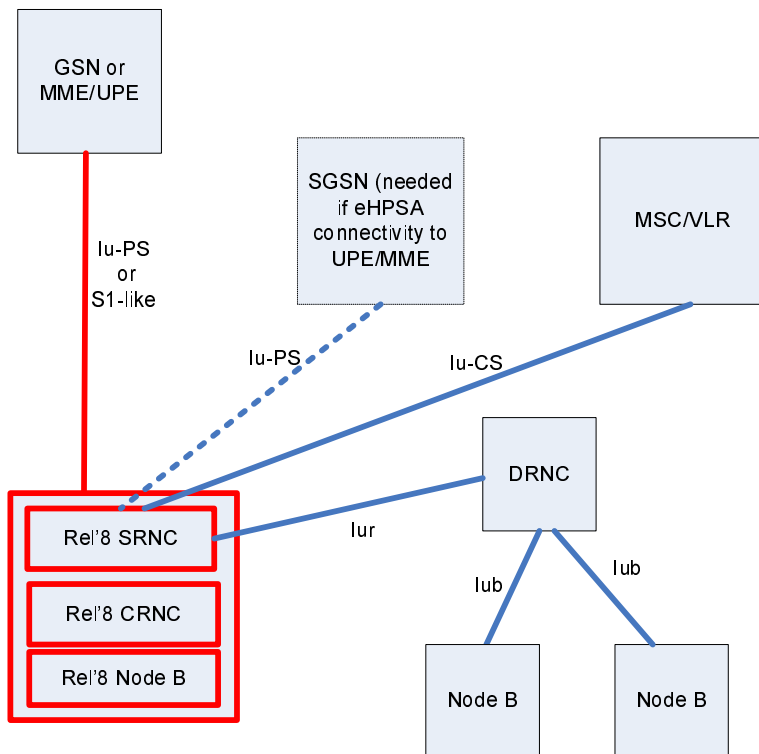 GSN or
MME/UPE
SGSN (needed
if eHPSA
connectivity to
UPE/MME
MSC/VLR
Iu-PS
or
S1-like
Iu-PS
Iu-CS
DRNC
Rel'8 SRNC
Iur
Iub
Iub
Rel'8 CRNC
Rel'8 Node B
Node B
Node B